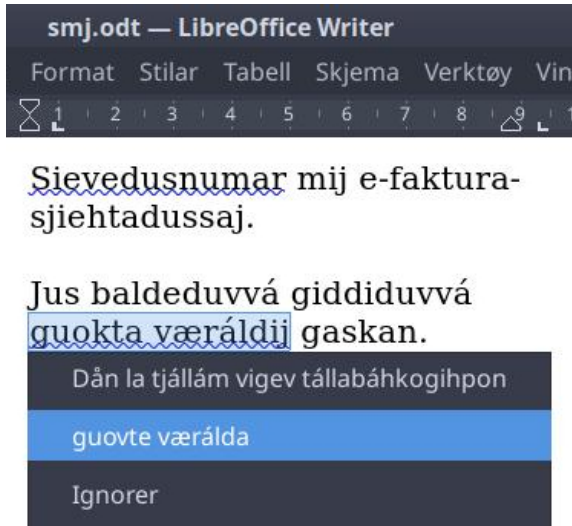 smj.odt — LibreOffice Writer
Format Stilar Tabell Skjema Verktøy Vin
1 2 3 4 5 6 7 8 9 1
Sievedusnumar mij e-faktura-
sjiehtadussaj.
Jus baldeduvvá giddiduvvá
guokta væráldij gaskan.
Dån la tjállám vigev tállabáhkogihpon
guovte værálda
Ignorer